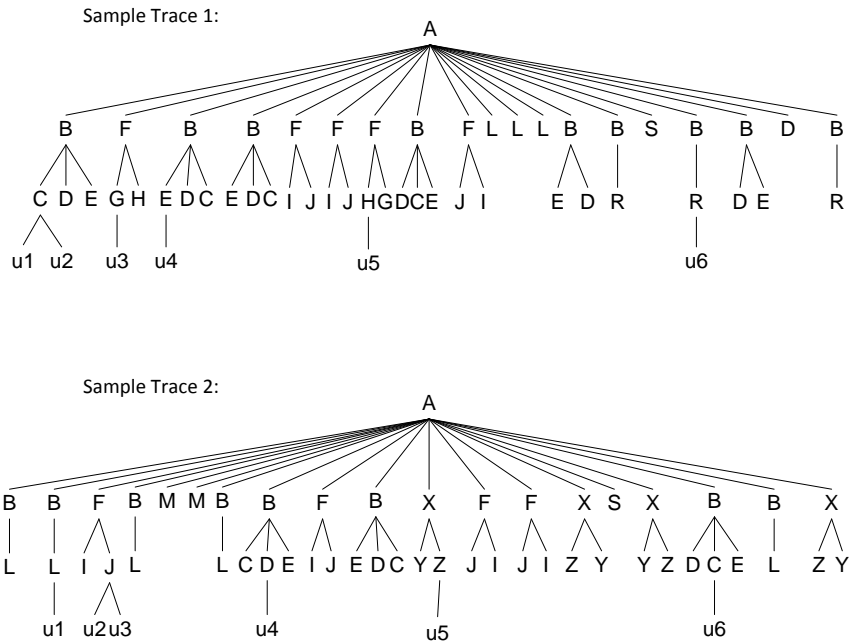 Sample Trace 1:
A
B F B B F F F B F L L L B B S B B D B
C D E G H E D C E D C I J I J H G D C E J I E D R R D E R
u1 u2 u3 u4 u5 u6
Sample Trace 2:
A
B B F B M M B B F B X F F X S X B B X
L L I J L L C D E I J E D C Y Z J I J I Z Y Y Z D C E L Z Y
u1 u2 u3 u4 u5 u6